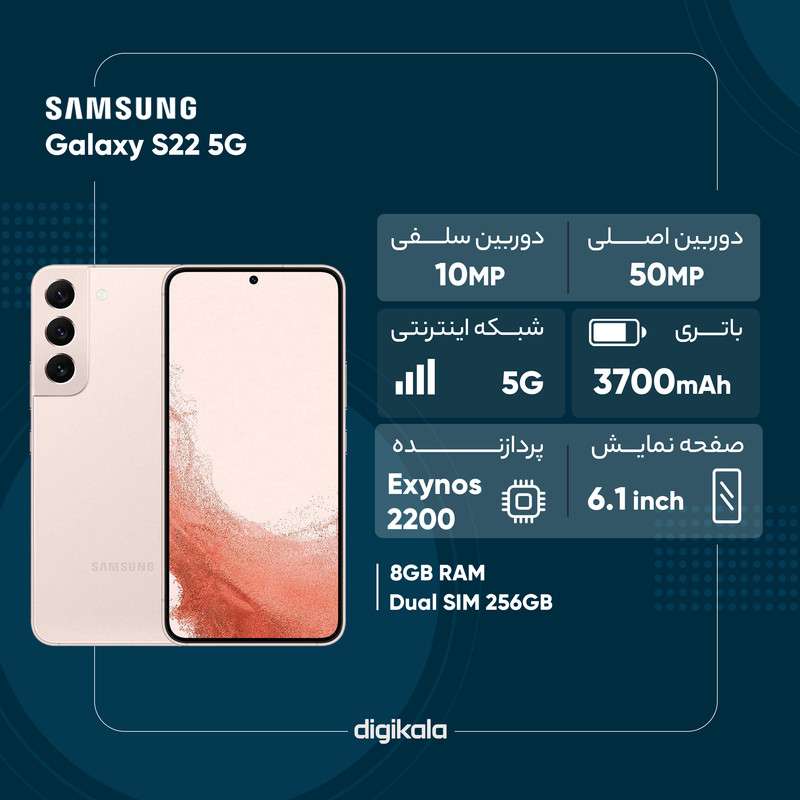 SAMSUNG
Galaxy S22 5G
دوربین اصلی
50MP
دوربین سلفی
10MP
باتری
3700mAh
شبکه اینترنتی
5G
صفحه نمایش
6.1 inch
پردازنده
Exynos
2200
8GB RAM
Dual SIM 256GB
SAMSUNG
digikala